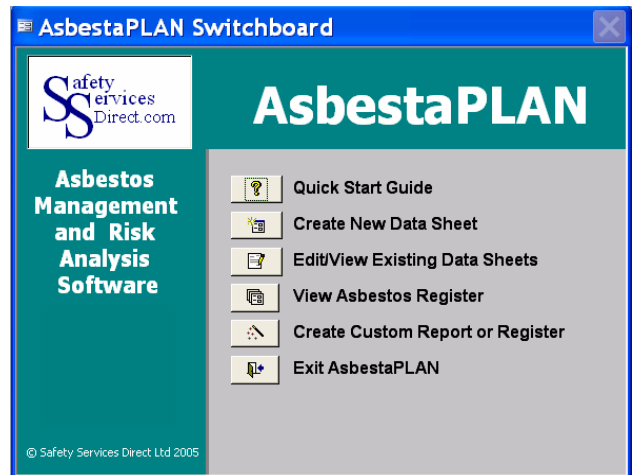 AsbestaPLAN Switchboard
Safety
Services
Direct.com
AsbestaPLAN
Asbestos
Management
and Risk
Analysis
Software
Quick Start Guide
Create New Data Sheet
Edit/View Existing Data Sheets
View Asbestos Register
Create Custom Report or Register
Exit AsbestaPLAN
© Safety Services Direct Ltd 2005